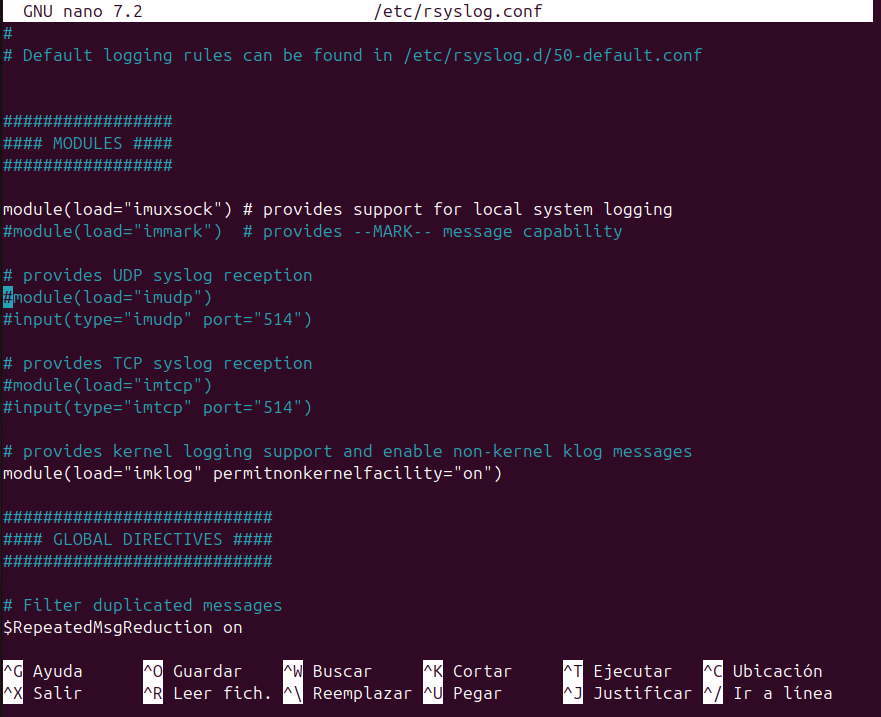 GNU nano 7.2 /etc/rsyslog.conf
#
# Default logging rules can be found in /etc/rsyslog.d/50-default.conf
#################
#### MODULES ####
#################
module(load="imuxsock") # provides support for local system logging
#module(load="immark")  # provides --MARK-- message capability
# provides UDP syslog reception
#module(load="imudp")
#input(type="imudp" port="514")
# provides TCP syslog reception
#module(load="imtcp")
#input(type="imtcp" port="514")
# provides kernel logging support and enable non-kernel klog messages
module(load="imklog" permitnonkernelfacility="on")
###########################
#### GLOBAL DIRECTIVES ####
###########################
# Filter duplicated messages
$RepeatedMsgReduction on
^G Ayuda ^O Guardar ^W Buscar ^K Cortar ^T Ejecutar ^C Ubicación
^X Salir ^R Leer fich. ^\ Reemplazar ^U Pegar ^J Justificar ^/ Ir a línea